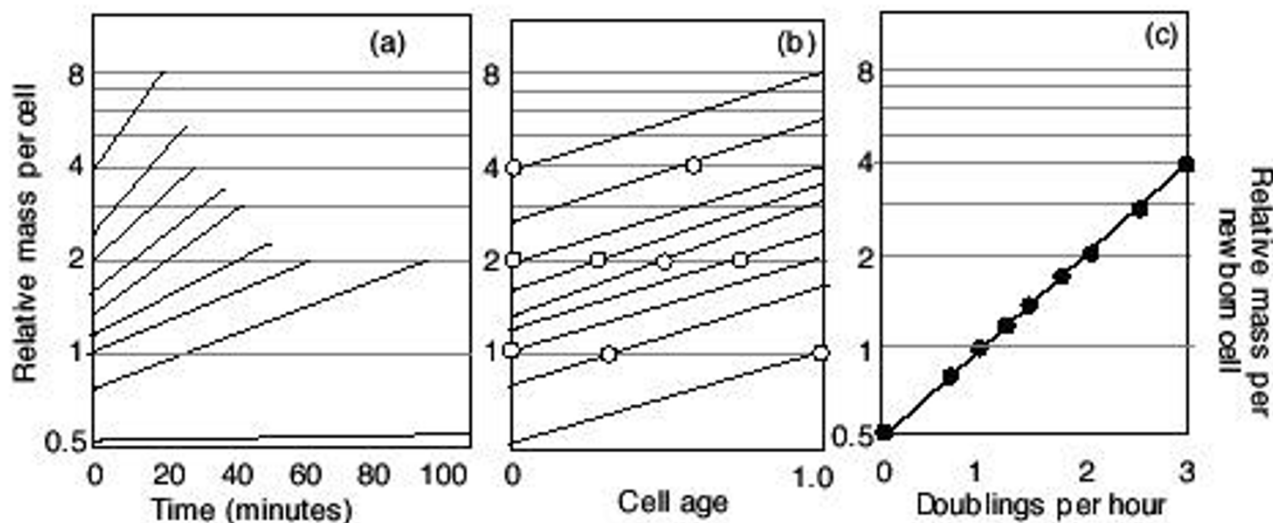 Relative mass per cell
(a)
8
4
2
1
0.5
0 20 40 60 80 100
Time (minutes)
(b)
8
4
2
1
0 1.0
Cell age
(c)
8
4
2
1
0.5
0 1 2 3
Doublings per hour
Relative mass per
newborn cell